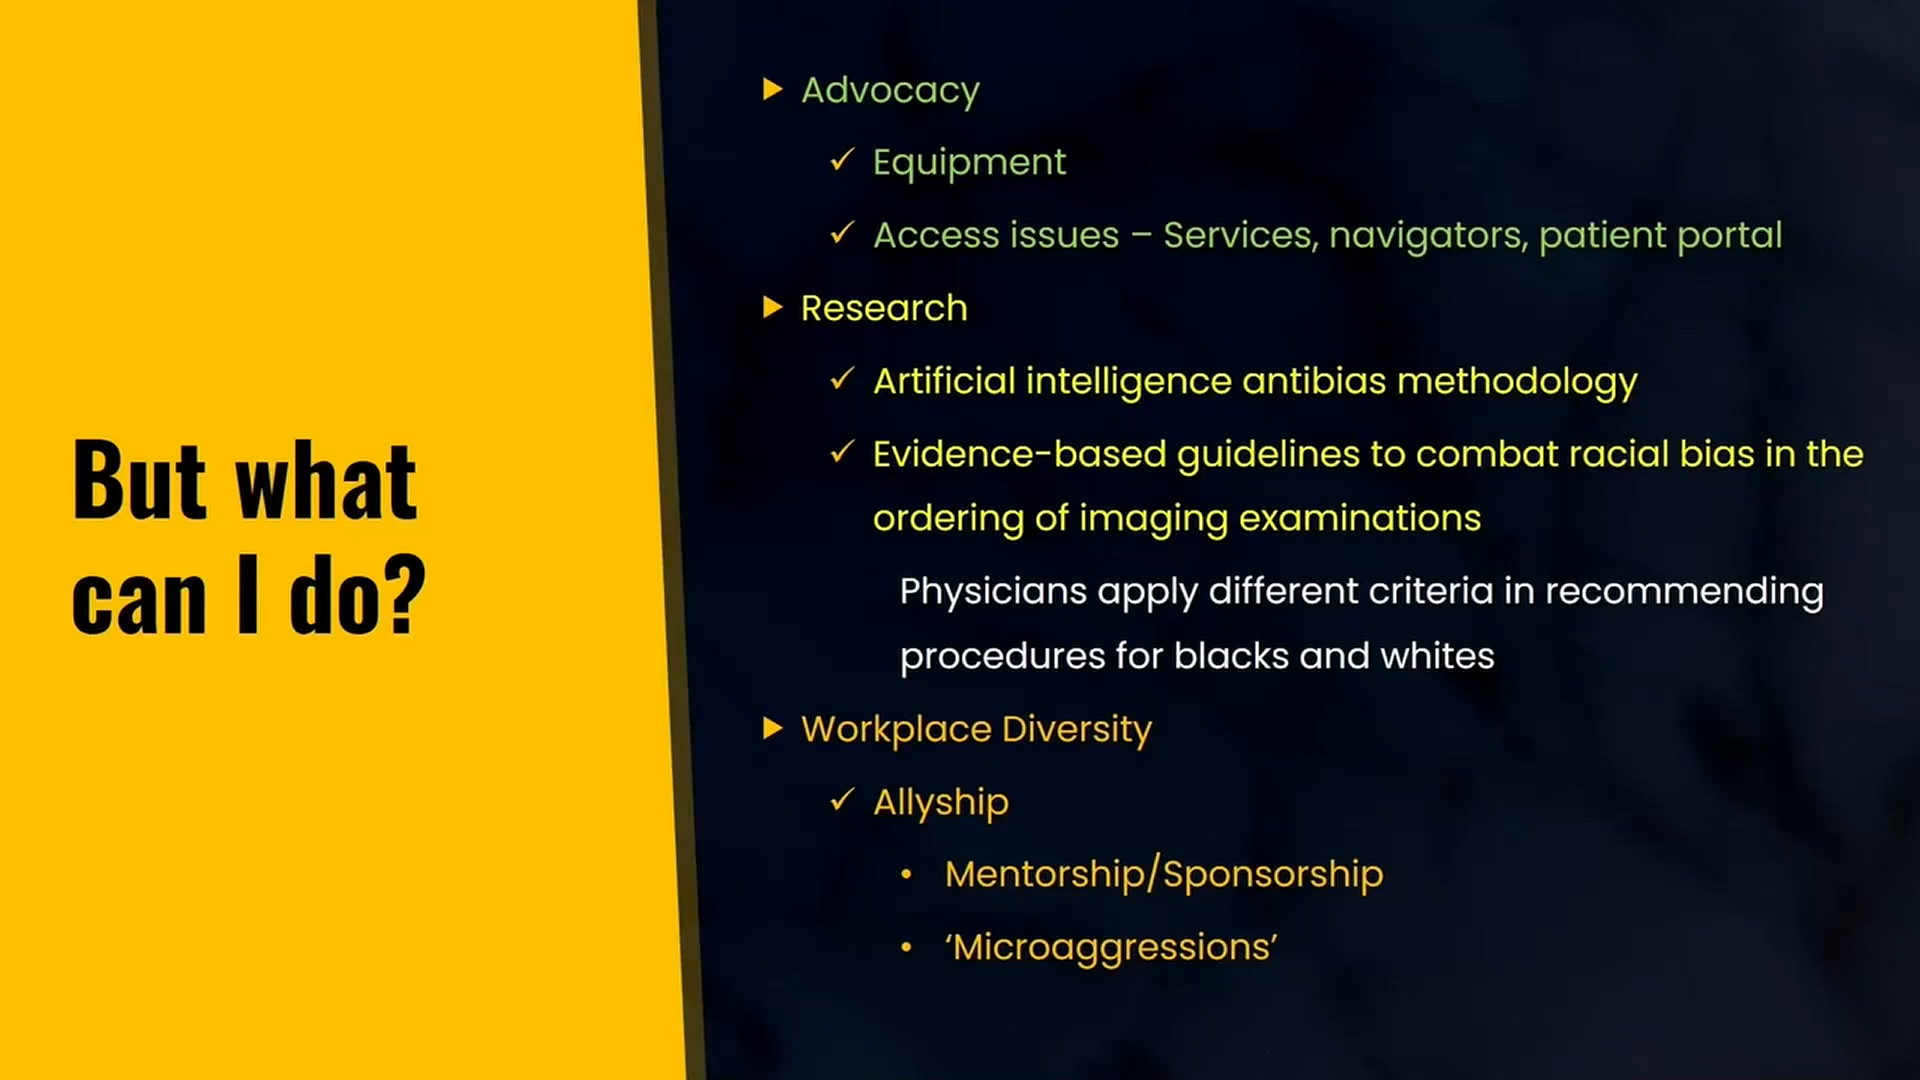 But what
can I do?
Advocacy
Equipment
Access issues – Services, navigators, patient portal
Research
Artificial intelligence antibias methodology
Evidence-based guidelines to combat racial bias in the
ordering of imaging examinations
Physicians apply different criteria in recommending
procedures for blacks and whites
Workplace Diversity
Allyship
Mentorship/Sponsorship
‘Microaggressions’